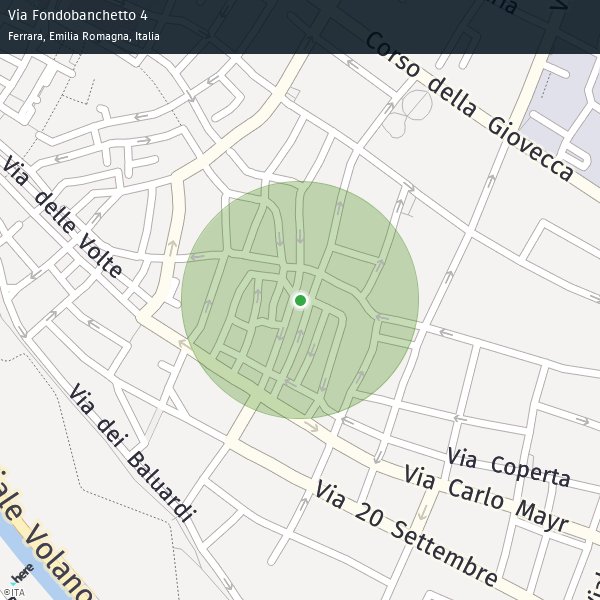 Via Fondobanchetto 4
Ferrara, Emilia Romagna, Italia
Corso della Giovecca
Via delle Volte
Via dei Baluardi
Via Coperta
Via Carlo Mayr
Via 20 Settembre
Volano
here
©ITA